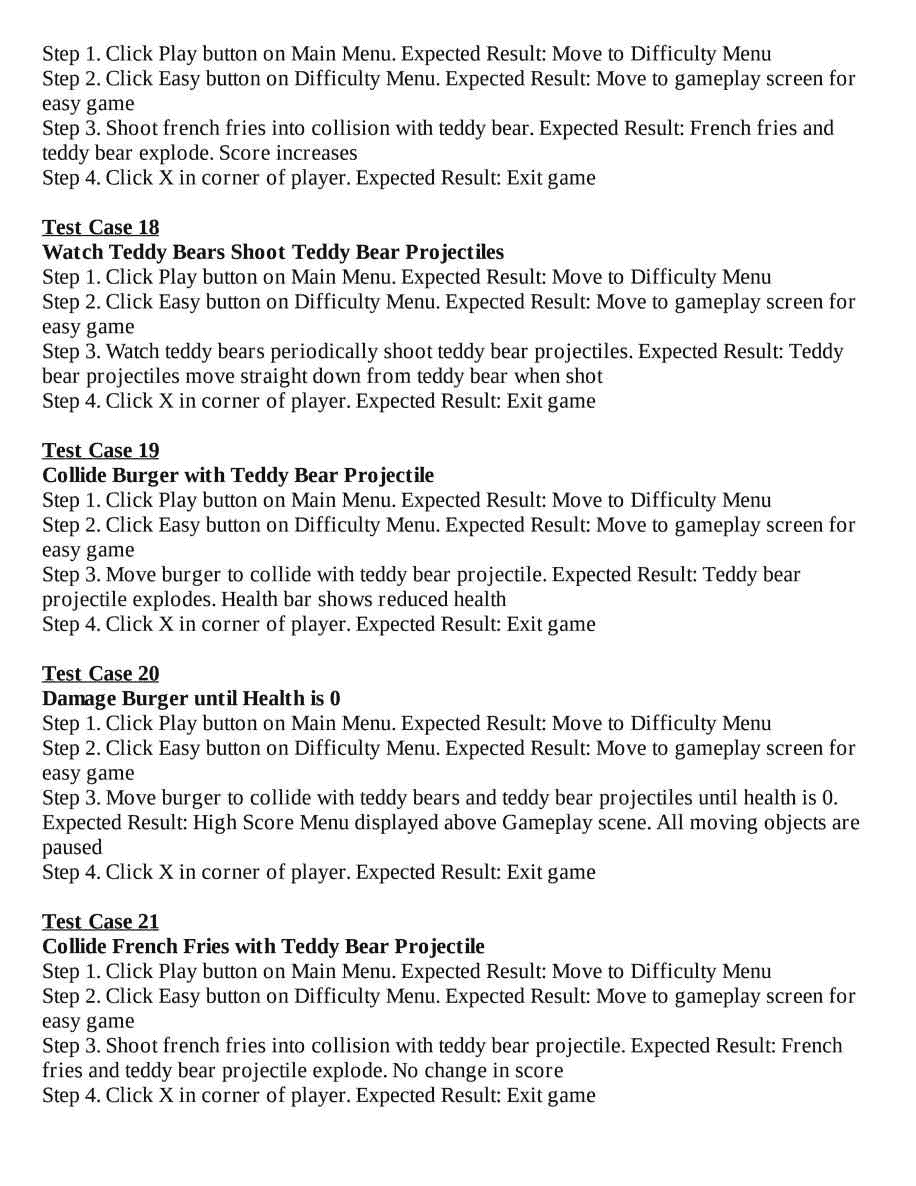 Step 1. Click Play button on Main Menu. Expected Result: Move to Difficulty Menu
Step 2. Click Easy button on Difficulty Menu. Expected Result: Move to gameplay screen for
easy game
Step 3. Shoot french fries into collision with teddy bear. Expected Result: French fries and
teddy bear explode. Score increases
Step 4. Click X in corner of player. Expected Result: Exit game
Test Case 18
Watch Teddy Bears Shoot Teddy Bear Projectiles
Step 1. Click Play button on Main Menu. Expected Result: Move to Difficulty Menu
Step 2. Click Easy button on Difficulty Menu. Expected Result: Move to gameplay screen for
easy game
Step 3. Watch teddy bears periodically shoot teddy bear projectiles. Expected Result: Teddy
bear projectiles move straight down from teddy bear when shot
Step 4. Click X in corner of player. Expected Result: Exit game
Test Case 19
Collide Burger with Teddy Bear Projectile
Step 1. Click Play button on Main Menu. Expected Result: Move to Difficulty Menu
Step 2. Click Easy button on Difficulty Menu. Expected Result: Move to gameplay screen for
easy game
Step 3. Move burger to collide with teddy bear projectile. Expected Result: Teddy bear
projectile explodes. Health bar shows reduced health
Step 4. Click X in corner of player. Expected Result: Exit game
Test Case 20
Damage Burger until Health is 0
Step 1. Click Play button on Main Menu. Expected Result: Move to Difficulty Menu
Step 2. Click Easy button on Difficulty Menu. Expected Result: Move to gameplay screen for
easy game
Step 3. Move burger to collide with teddy bears and teddy bear projectiles until health is 0.
Expected Result: High Score Menu displayed above Gameplay scene. All moving objects are
paused
Step 4. Click X in corner of player. Expected Result: Exit game
Test Case 21
Collide French Fries with Teddy Bear Projectile
Step 1. Click Play button on Main Menu. Expected Result: Move to Difficulty Menu
Step 2. Click Easy button on Difficulty Menu. Expected Result: Move to gameplay screen for
easy game
Step 3. Shoot french fries into collision with teddy bear projectile. Expected Result: French
fries and teddy bear projectile explode. No change in score
Step 4. Click X in corner of player. Expected Result: Exit game